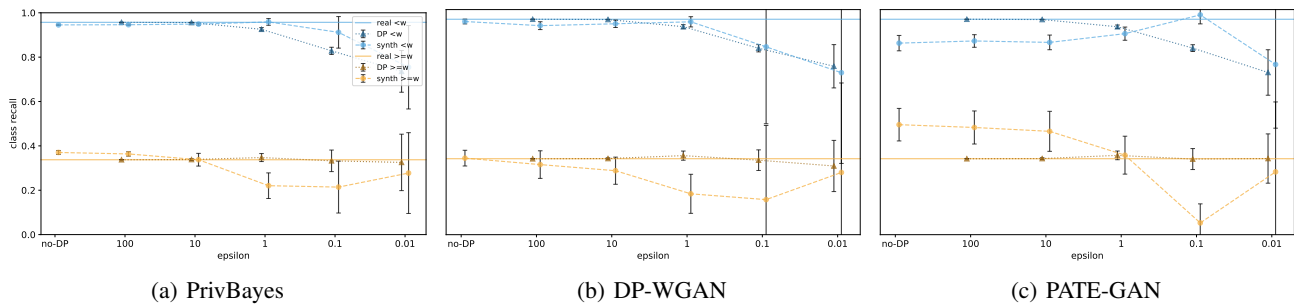 1.0
0.8
0.6
0.4
0.2
0.0
class recall
real <w
DP <w
synth <w
real >=w
DP >=w
synth >=w
no-DP 100 10 1 0.1 0.01
epsilon
no-DP 100 10 1 0.1 0.01
epsilon
no-DP 100 10 1 0.1 0.01
epsilon
(a) PrivBayes
(b) DP-WGAN
(c) PATE-GAN